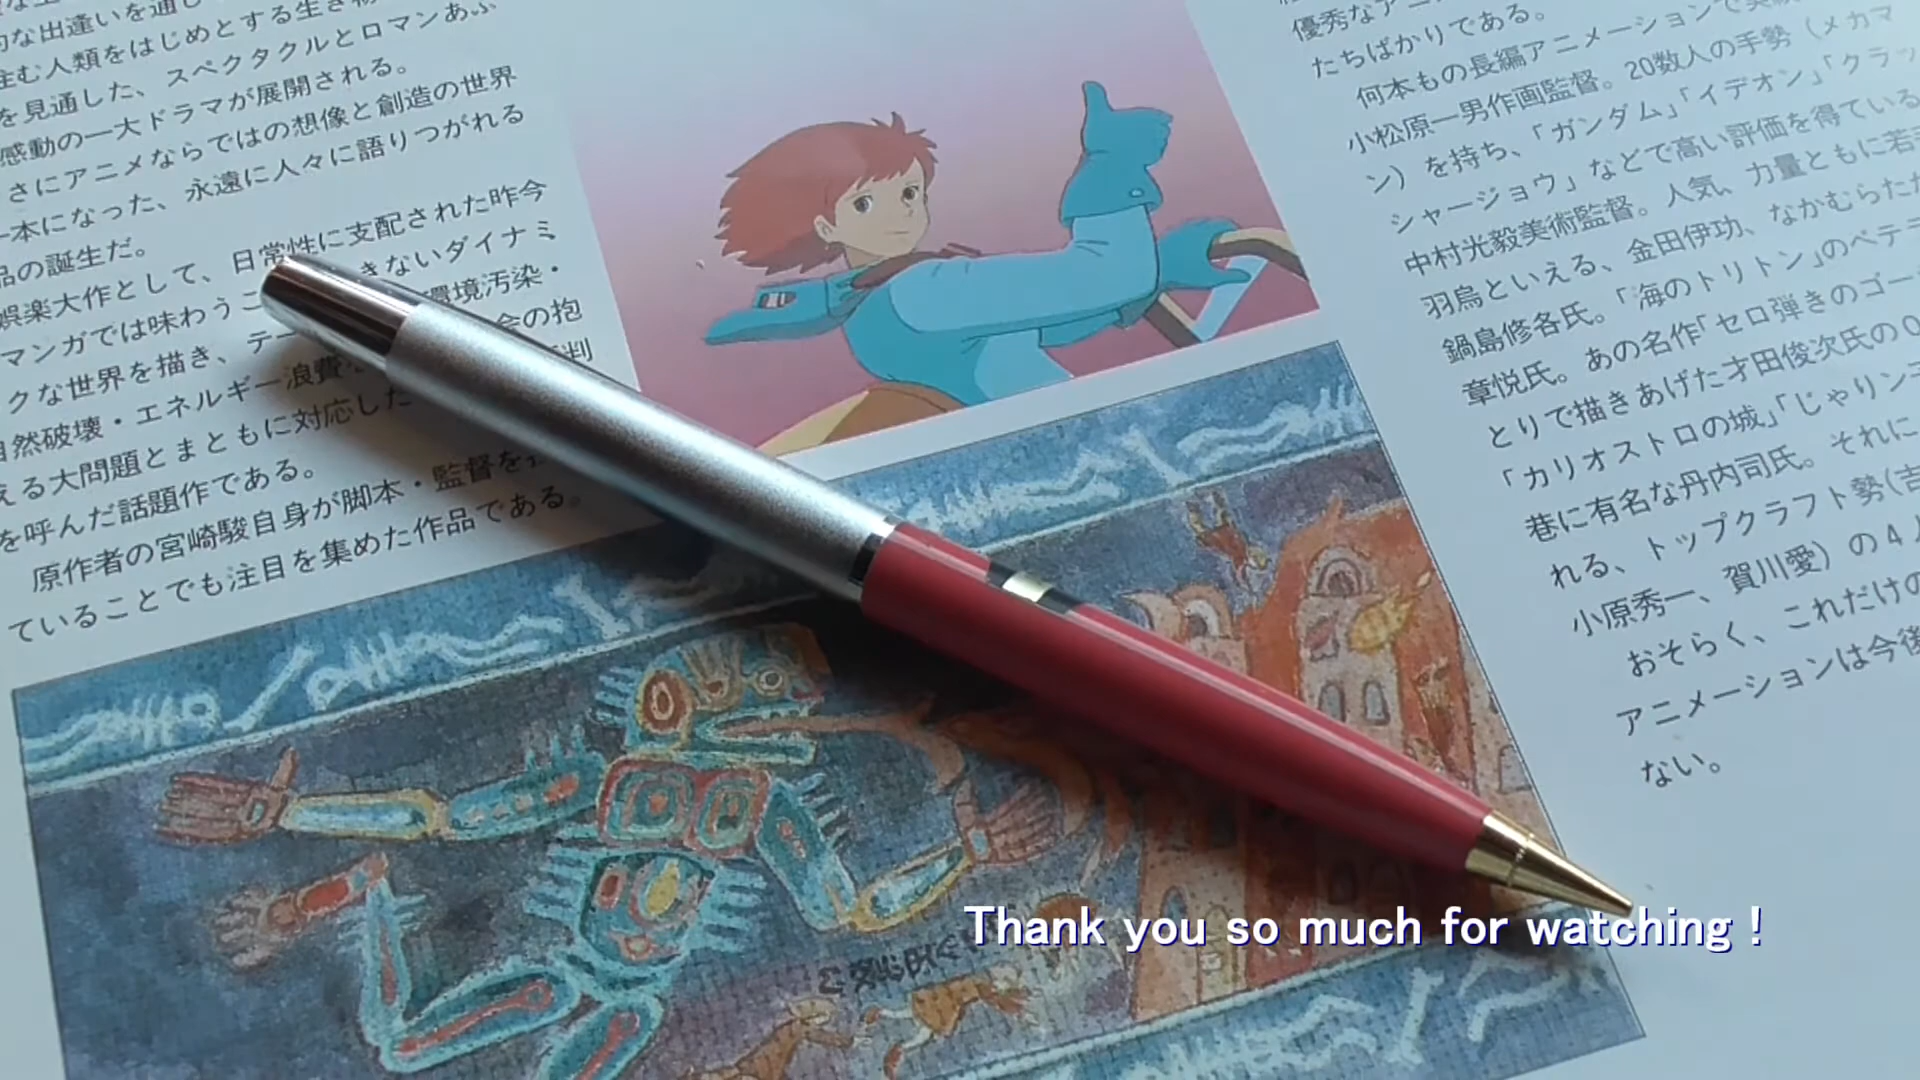 的な出逢いを通し
住む人類をはじめとする生き物
を見通した、スペクタクルとロマンあふ
感動の一大ドラマが展開される。
さにアニメならではの想像と創造の世界
一本になった、永遠に人々に語りつがれる
品の誕生だ。
娯楽大作として、日常性に支配された昨今
マンガでは味わうこ きないダイナミ
クな世界を描き、テー 環境汚染・
自然破壊・エネルギー浪費 会の抱
える大問題とまともに対応した 判
を呼んだ話題作である。
原作者の宮崎駿自身が脚本・監督を
ていることでも注目を集めた作品である。
優秀なアニ
たちばかりである。
何本もの長編アニメーションで実績
小松原一男作画監督。20数人の手勢（メカマ
ン）を持ち、「ガンダム」「イデオン」「クラッ
シャージョウ」などで高い評価を得ている
中村光毅美術監督。人気、力量ともに若手
羽鳥といえる、金田伊功、なかむらたか
鍋島修各氏。「海のトリトン」のベテラ
章悦氏。あの名作「セロ弾きのゴー
とりで描きあげた才田俊次氏のO
「カリオストロの城」「じゃりン子
巷に有名な丹内司氏。それに
れる、トップクラフト勢（吉
小原秀一、賀川愛）の4人
おそらく、これだけの
アニメーションは今後
ない。
Thank you so much for watching !